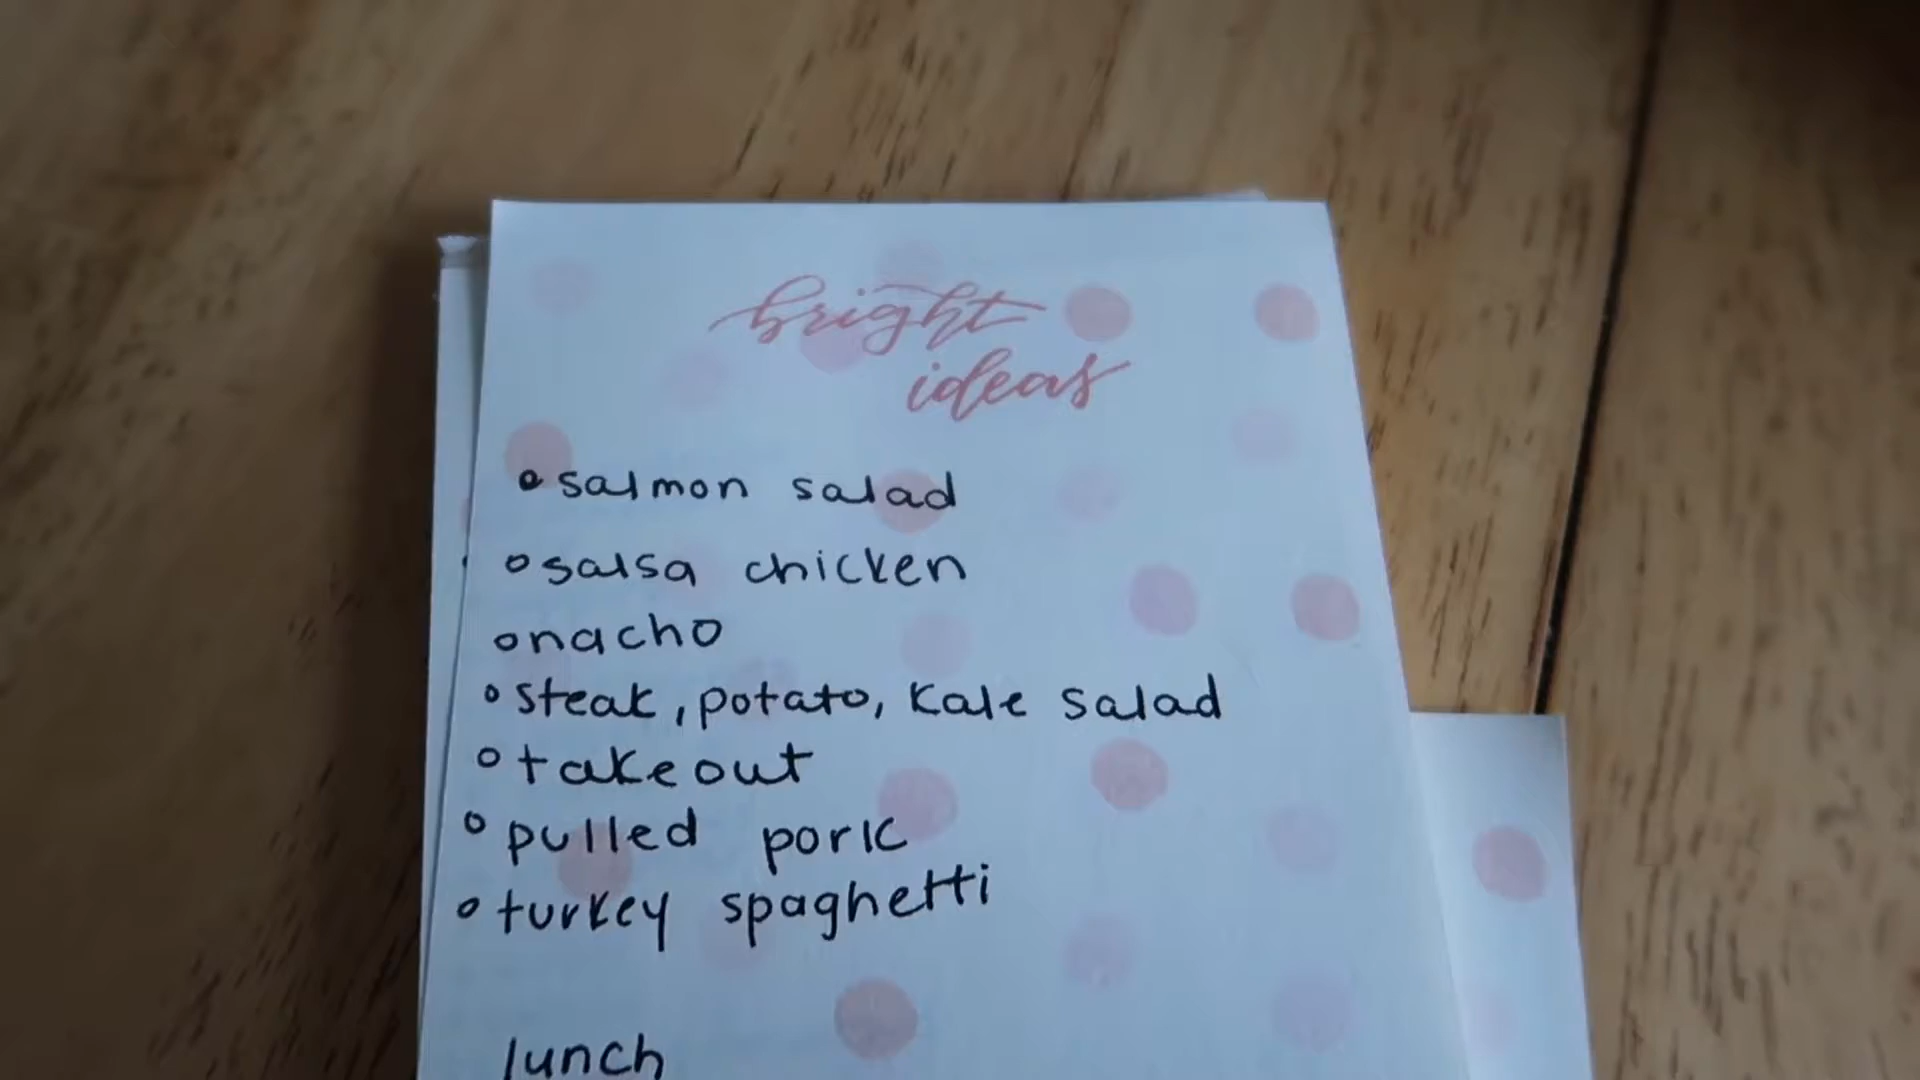 bright
ideas
salmon salad
salsa chicken
nacho
steak, potato, kale salad
takeout
pulled pork
turkey spaghetti
lunch